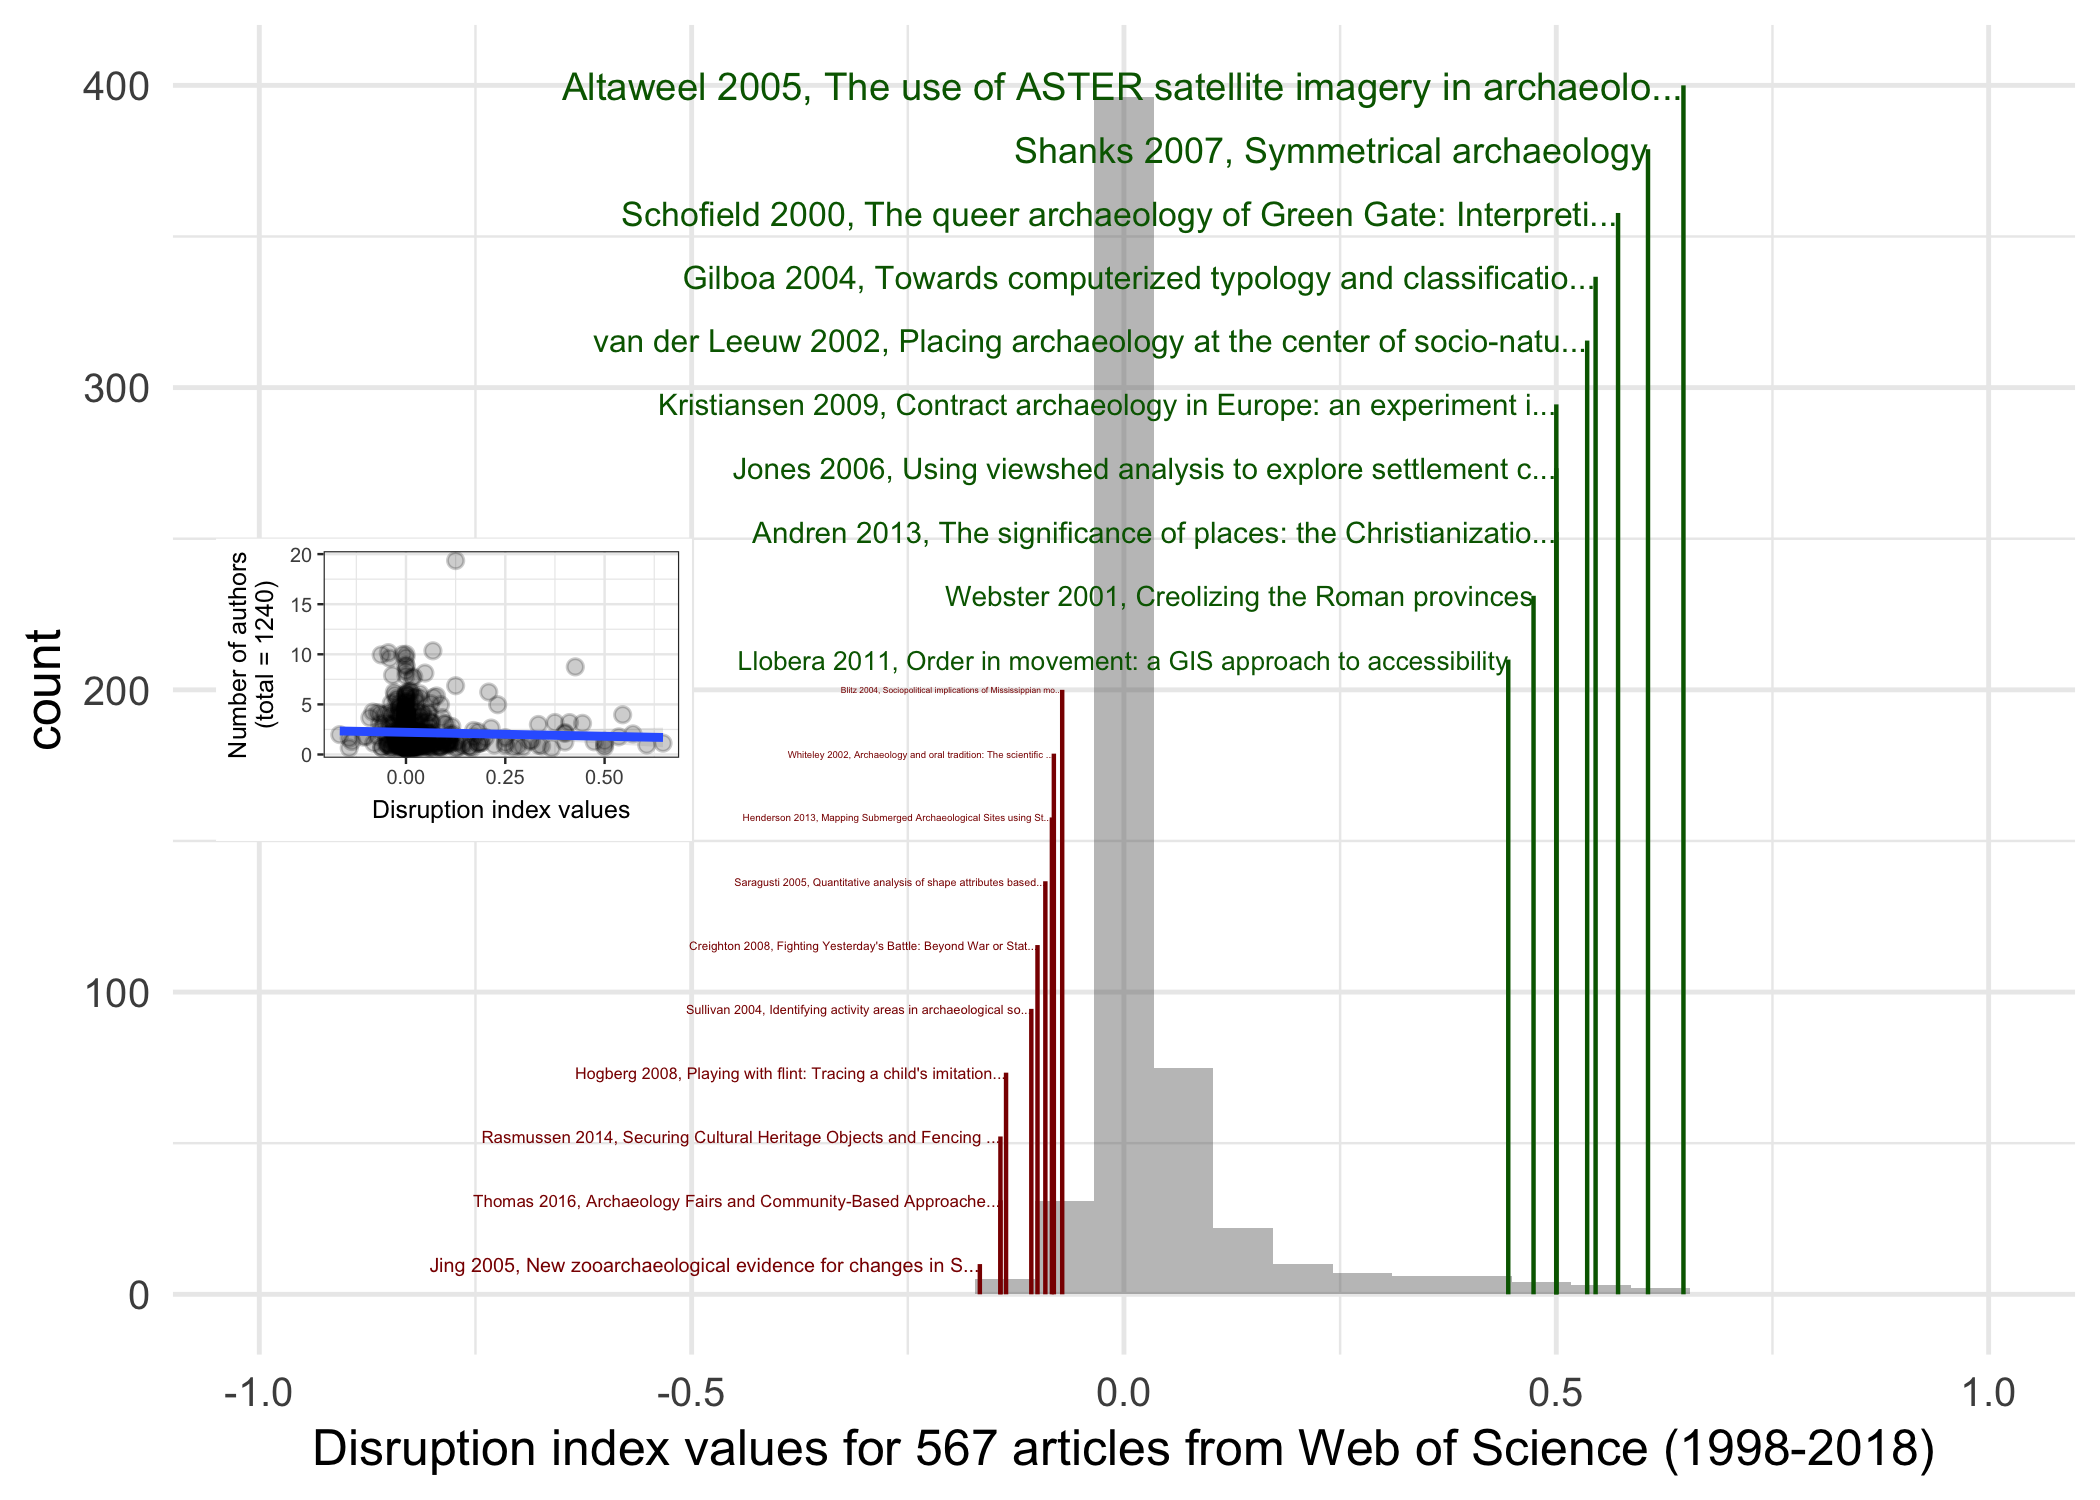 400
300
200
100
0
count
Altaweel 2005, The use of ASTER satellite imagery in archaeolo...
Shanks 2007, Symmetrical archaeology
Schofield 2000, The queer archaeology of Green Gate: Interpreti...
Gilboa 2004, Towards computerized typology and classificatio...
van der Leeuw 2002, Placing archaeology at the center of socio-natu...
Kristiansen 2009, Contract archaeology in Europe: an experiment i...
Jones 2006, Using viewshed analysis to explore settlement c...
Andren 2013, The significance of places: the Christianizatio...
Webster 2001, Creolizing the Roman provinces
Llobera 2011, Order in movement: a GIS approach to accessibility
Blitz 2004, Sociopolitical implications of Mississippian mo...
Whiteley 2002, Archaeology and oral tradition: The scientific ...
Henderson 2013, Mapping Submerged Archaeological Sites using St...
Saragusti 2005, Quantitative analysis of shape attributes based...
Creighton 2008, Fighting Yesterday's Battle: Beyond War or Stat...
Sullivan 2004, Identifying activity areas in archaeological so...
Hogberg 2008, Playing with flint: Tracing a child's imitation...
Rasmussen 2014, Securing Cultural Heritage Objects and Fencing ...
Thomas 2016, Archaeology Fairs and Community-Based Approache...
Jing 2005, New zooarchaeological evidence for changes in S...
Number of authors
(total = 1240)
20
15
10
5
0
0.00 0.25 0.50
Disruption index values
-1.0 -0.5 0.0 0.5 1.0
Disruption index values for 567 articles from Web of Science (1998-2018)